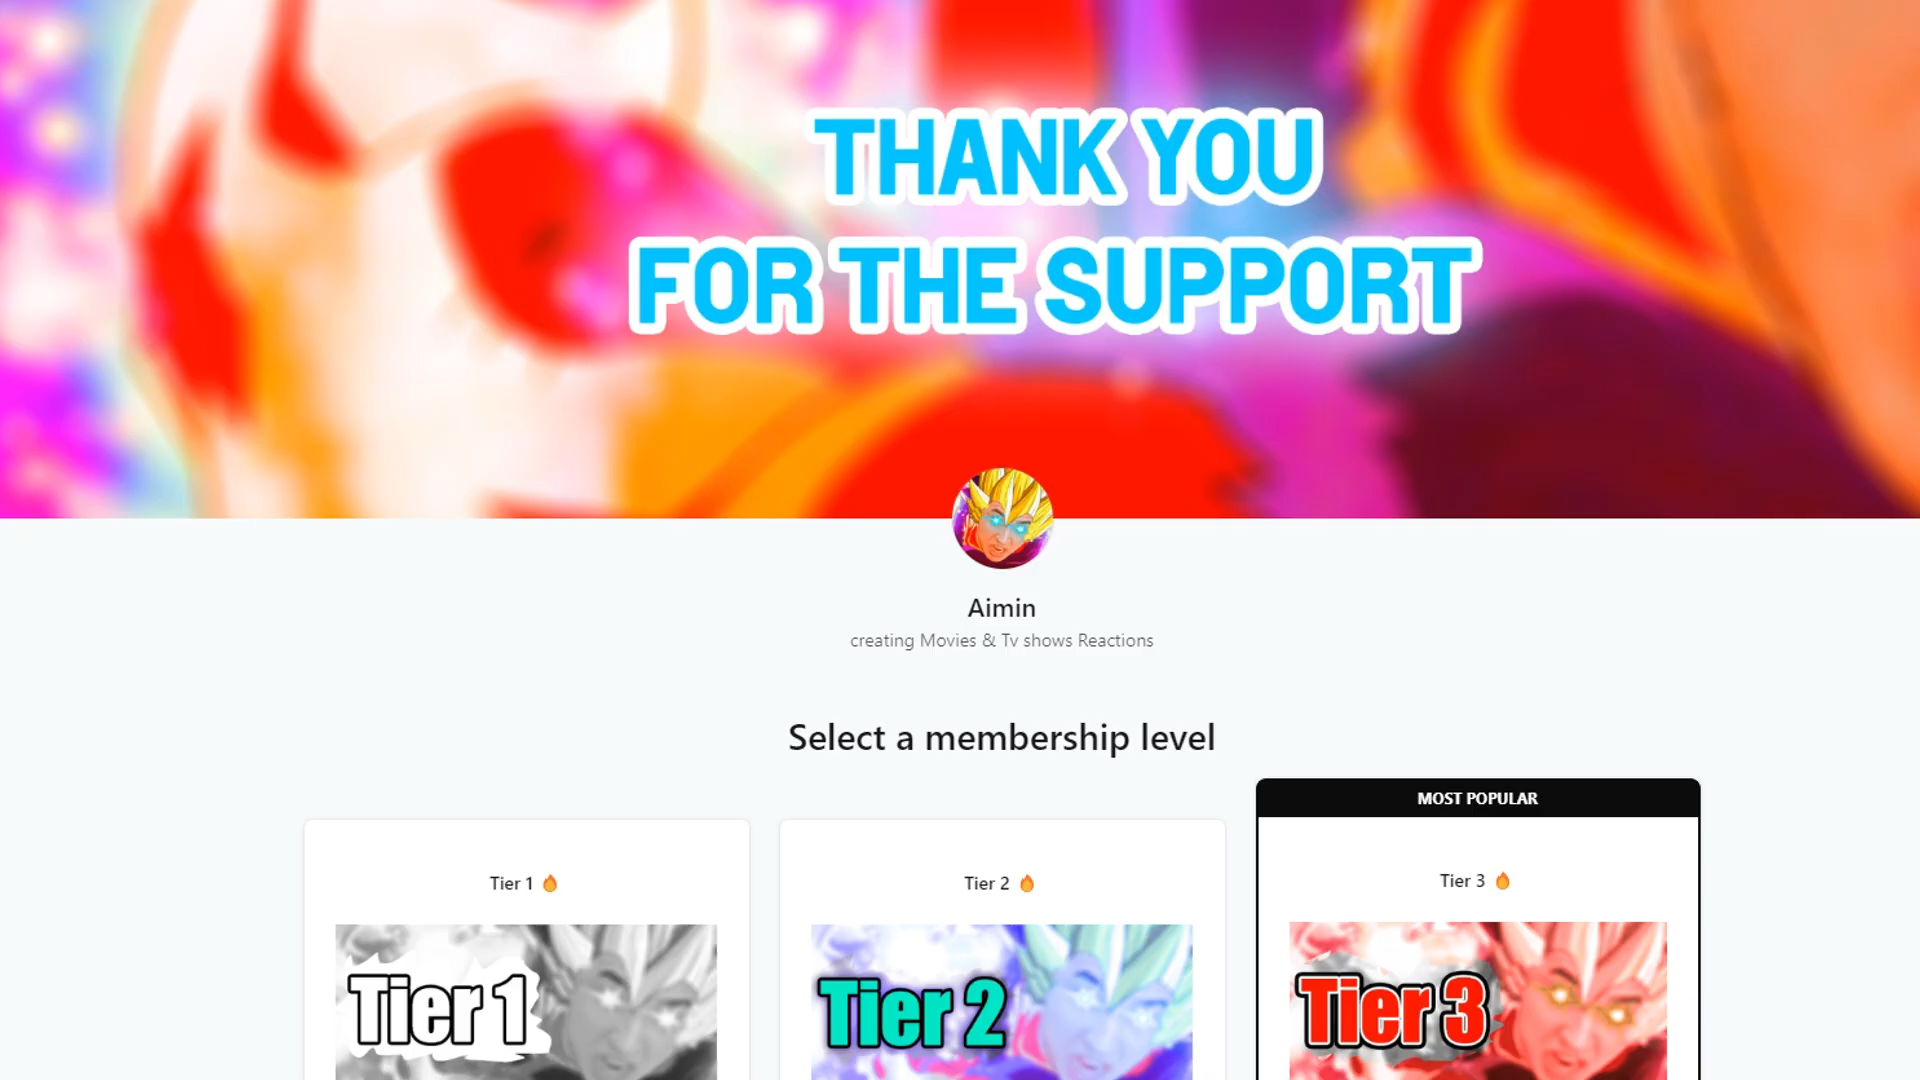 THANK YOU
FOR THE SUPPORT
Aimin
creating Movies & Tv shows Reactions
Select a membership level
MOST POPULAR
Tier 1 🔥
Tier 2 🔥
Tier 3 🔥
Tier 1
Tier 2
Tier 3